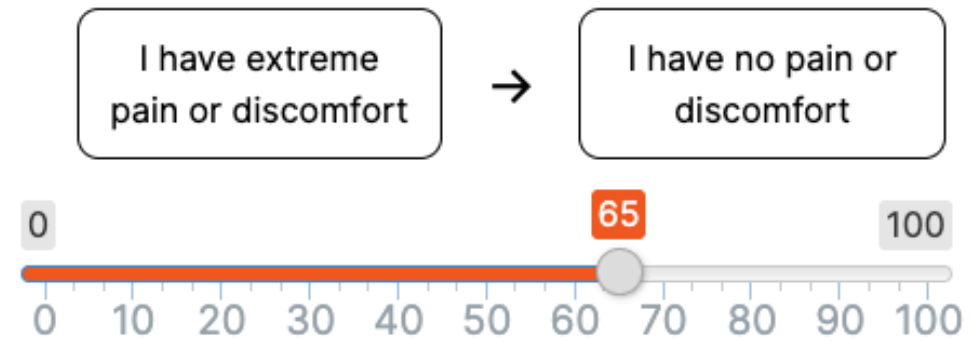 I have extreme
pain or discomfort
→
I have no pain or
discomfort
0
65
100
0 10 20 30 40 50 60 70 80 90 100